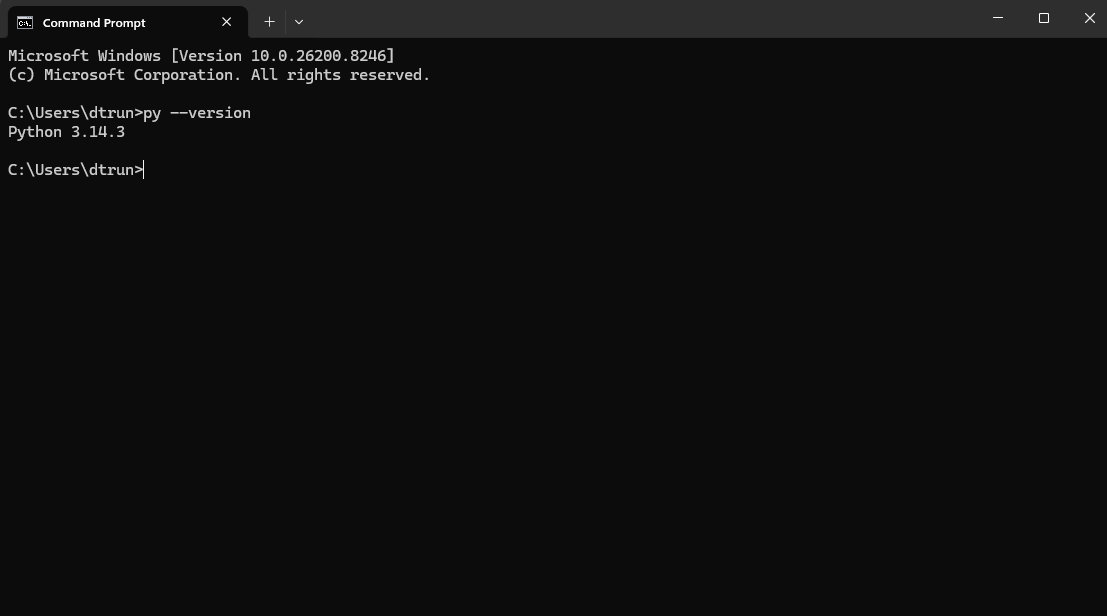 Command Prompt
Microsoft Windows [Version 10.0.26200.8246]
(c) Microsoft Corporation. All rights reserved.
C:\Users\dtrun>py --version
Python 3.14.3
C:\Users\dtrun>